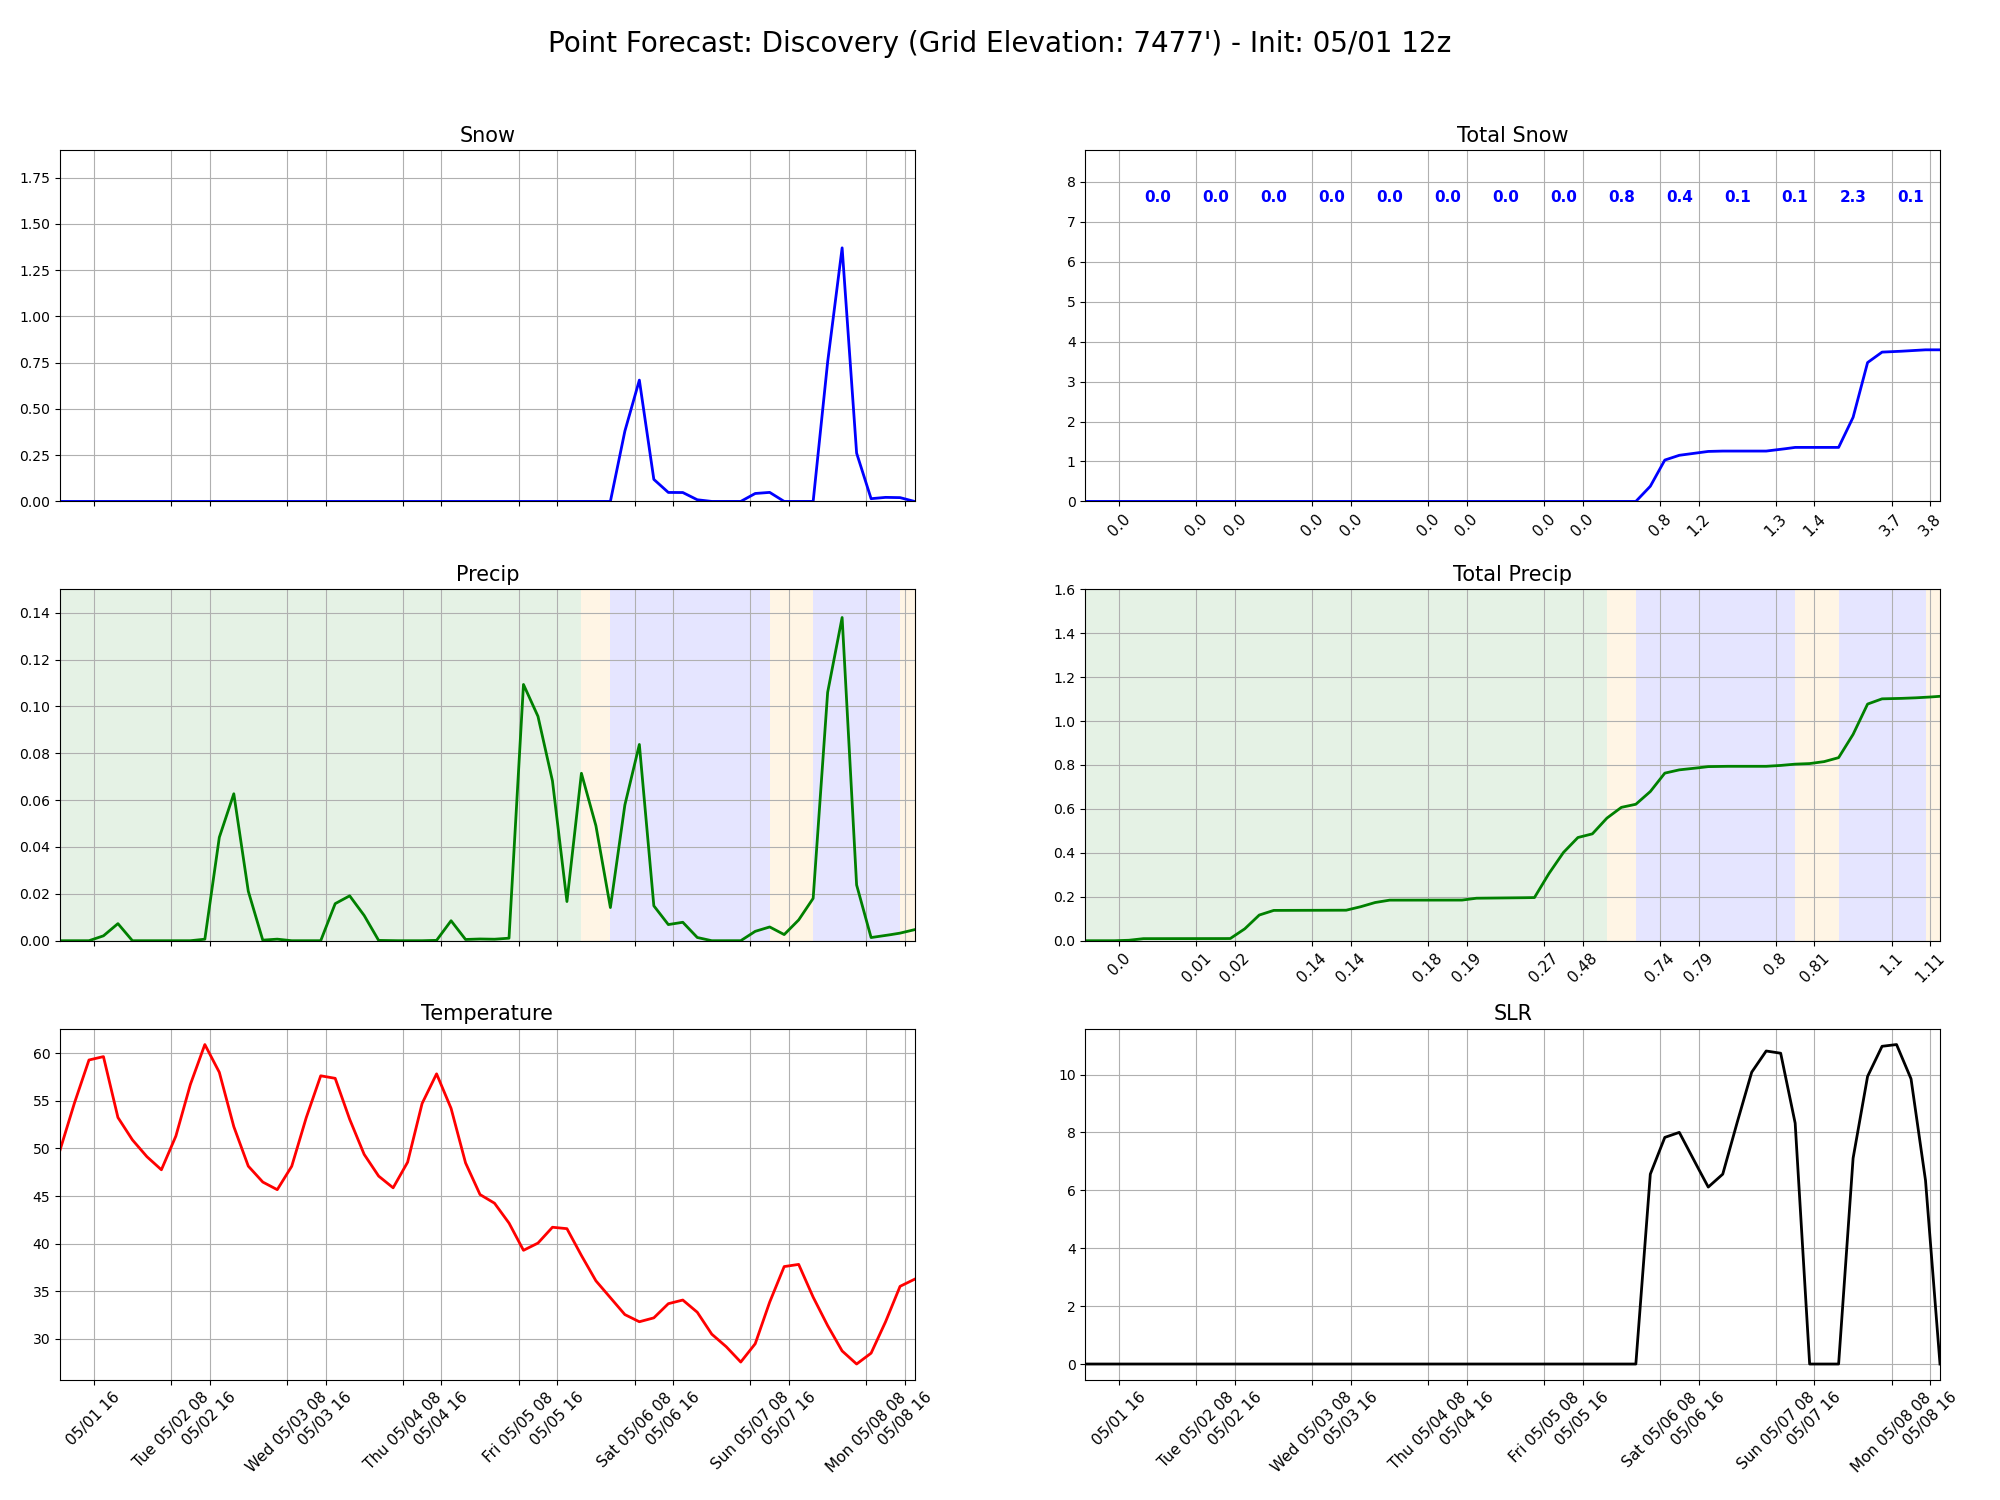 Point Forecast: Discovery (Grid Elevation: 7477') - Init: 05/01 12z
Snow
1.75
1.50
1.25
1.00
0.75
0.50
0.25
0.00
Total Snow
8
7
6
5
4
3
2
1
0
0.0 0.0 0.0 0.0 0.0 0.0 0.0 0.0 0.8 0.4 0.1 0.1 2.3 0.1
0.0 0.0 0.0 0.0 0.0 0.0 0.0 0.0 0.0 0.8 1.2 1.3 1.4 3.7 3.8
Precip
0.14
0.12
0.10
0.08
0.06
0.04
0.02
0.00
Total Precip
1.6
1.4
1.2
1.0
0.8
0.6
0.4
0.2
0.0
0.0 0.01 0.02 0.14 0.14 0.18 0.19 0.27 0.48 0.74 0.79 0.8 0.81 1.1 1.11
Temperature
60
55
50
45
40
35
30
05/01 16
Tue 05/02 08
05/02 16
Wed 05/03 08
05/03 16
Thu 05/04 08
05/04 16
Fri 05/05 08
05/05 16
Sat 05/06 08
05/06 16
Sun 05/07 08
05/07 16
Mon 05/08 08
05/08 16
SLR
10
8
6
4
2
0
05/01 16
Tue 05/02 08
05/02 16
Wed 05/03 08
05/03 16
Thu 05/04 08
05/04 16
Fri 05/05 08
05/05 16
Sat 05/06 08
05/06 16
Sun 05/07 08
05/07 16
Mon 05/08 08
05/08 16